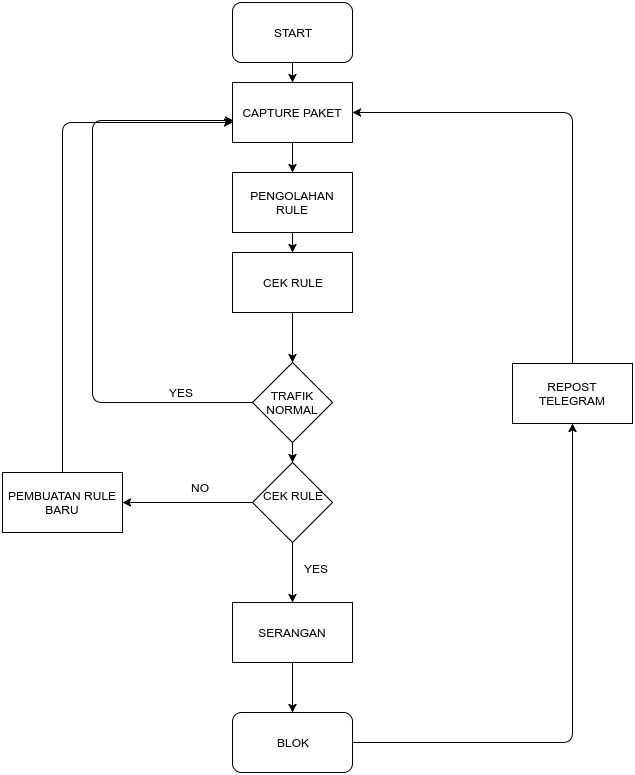 START
CAPTURE PAKET
PENGOLAHAN
RULE
CEK RULE
TRAFIK
NORMAL
YES
REPOST
TELEGRAM
CEK RULE
NO
PEMBUATAN RULE
BARU
YES
SERANGAN
BLOK